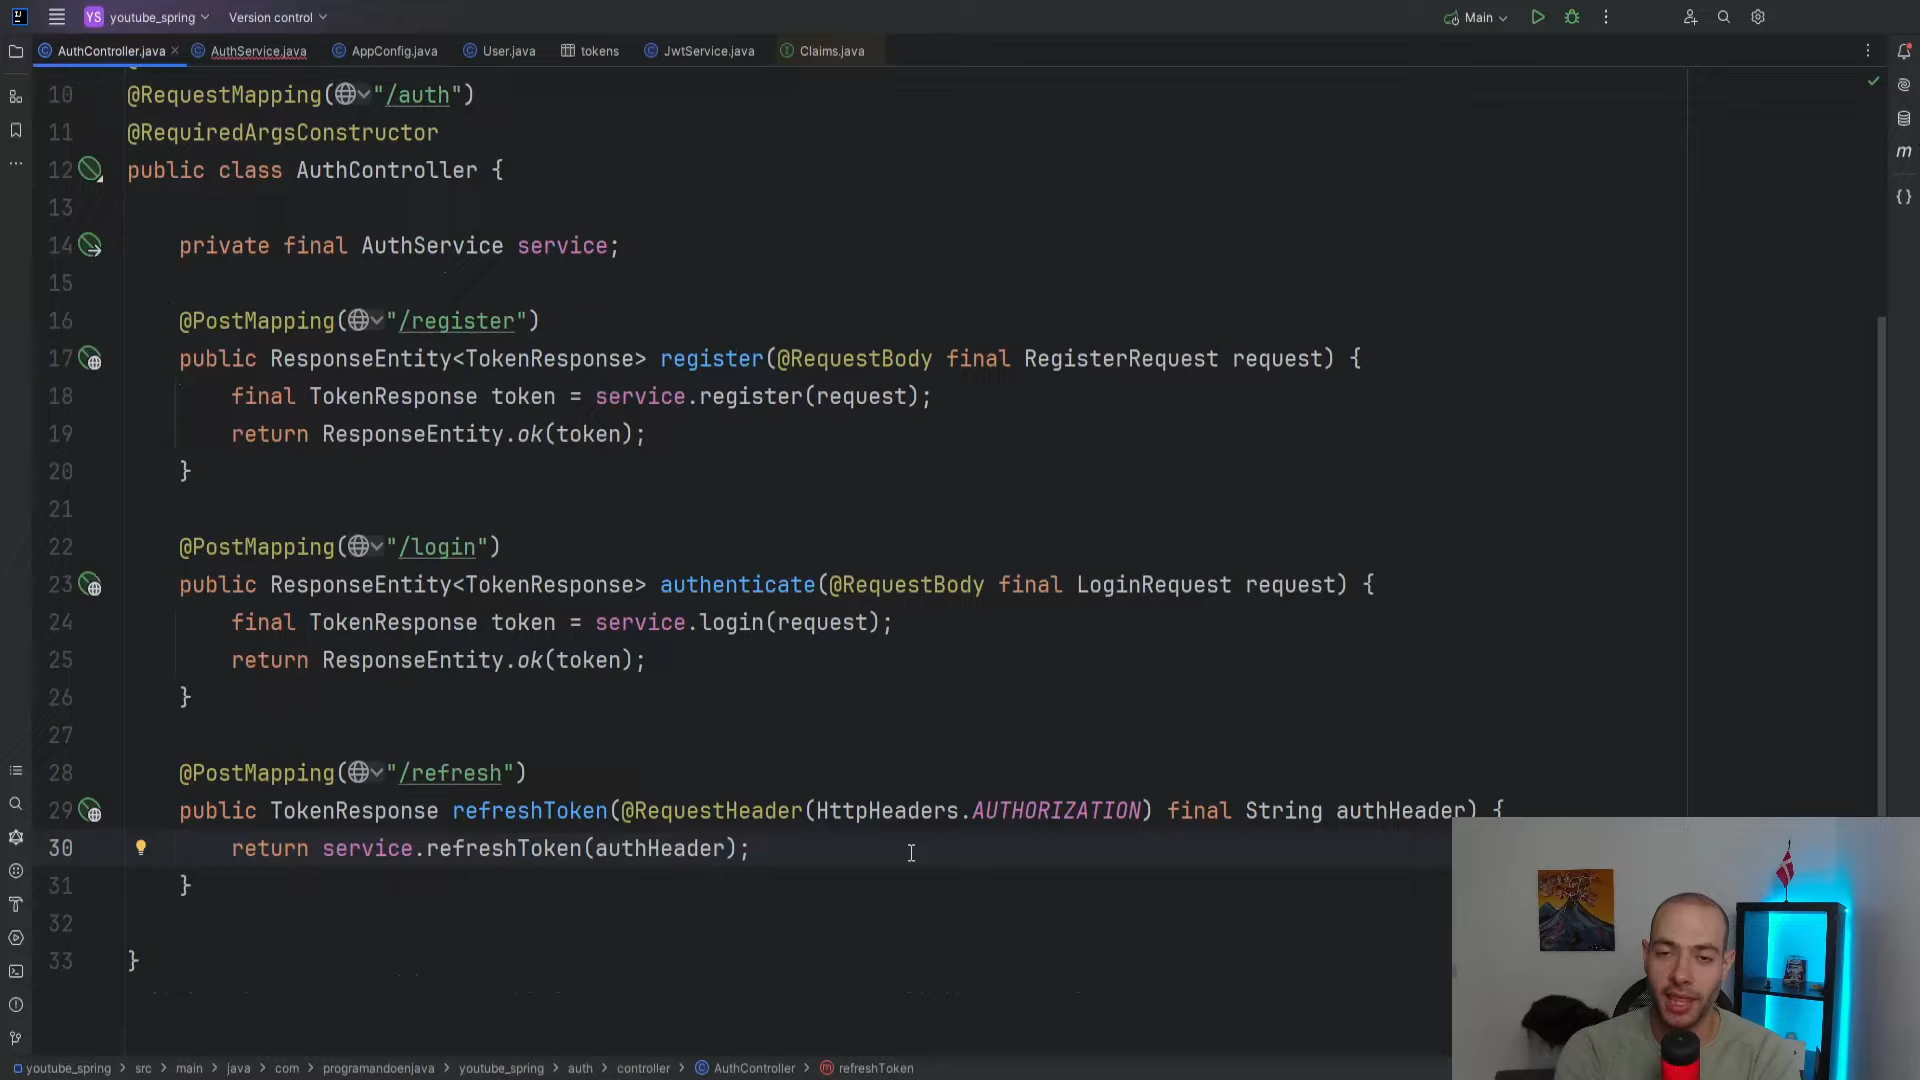 YS youtube_spring Version control Main
AuthController.java AuthService.java AppConfig.java User.java tokens JwtService.java Claims.java
10 @RequestMapping("/auth")
11 @RequiredArgsConstructor
12 public class AuthController {
13
14 private final AuthService service;
15
16 @PostMapping("/register")
17 public ResponseEntity<TokenResponse> register(@RequestBody final RegisterRequest request) {
18 final TokenResponse token = service.register(request);
19 return ResponseEntity.ok(token);
20 }
21
22 @PostMapping("/login")
23 public ResponseEntity<TokenResponse> authenticate(@RequestBody final LoginRequest request) {
24 final TokenResponse token = service.login(request);
25 return ResponseEntity.ok(token);
26 }
27
28 @PostMapping("/refresh")
29 public TokenResponse refreshToken(@RequestHeader(HttpHeaders.AUTHORIZATION) final String authHeader) {
30 return service.refreshToken(authHeader);
31 }
32
33 }
youtube_spring > src > main > java > com > programandoenjava > youtube_spring > auth > controller > AuthController > refreshToken